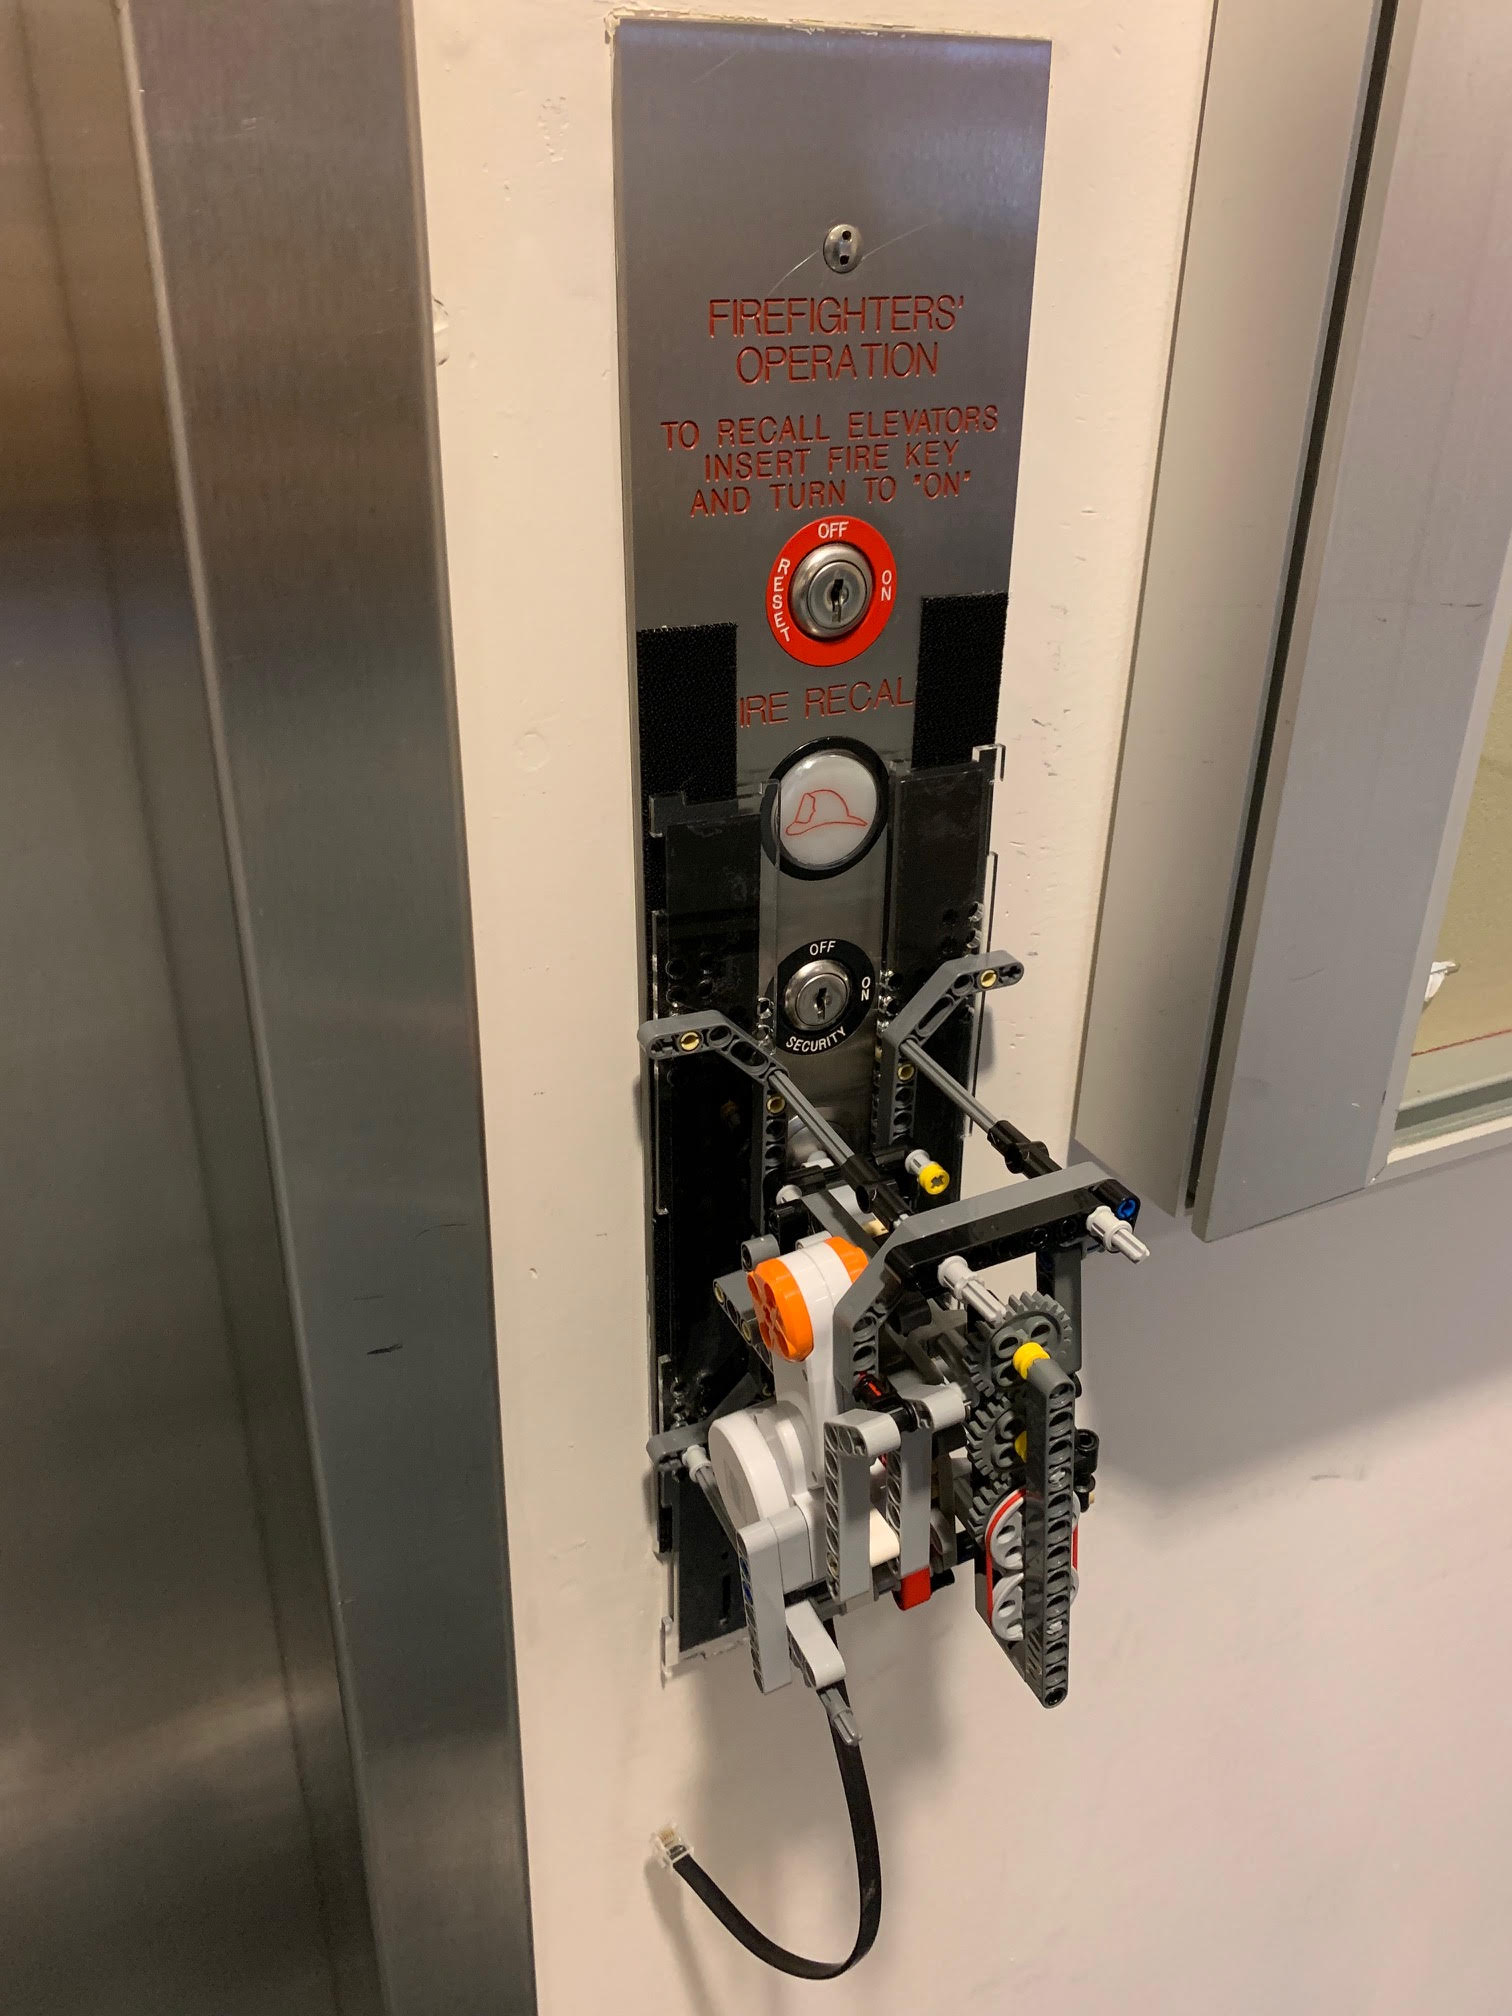 FIREFIGHTERS'
OPERATION
TO RECALL ELEVATORS
INSERT FIRE KEY
AND TURN TO "ON"
OFF
RESET
ON
IRE RECAL
OFF
ON
SECURITY